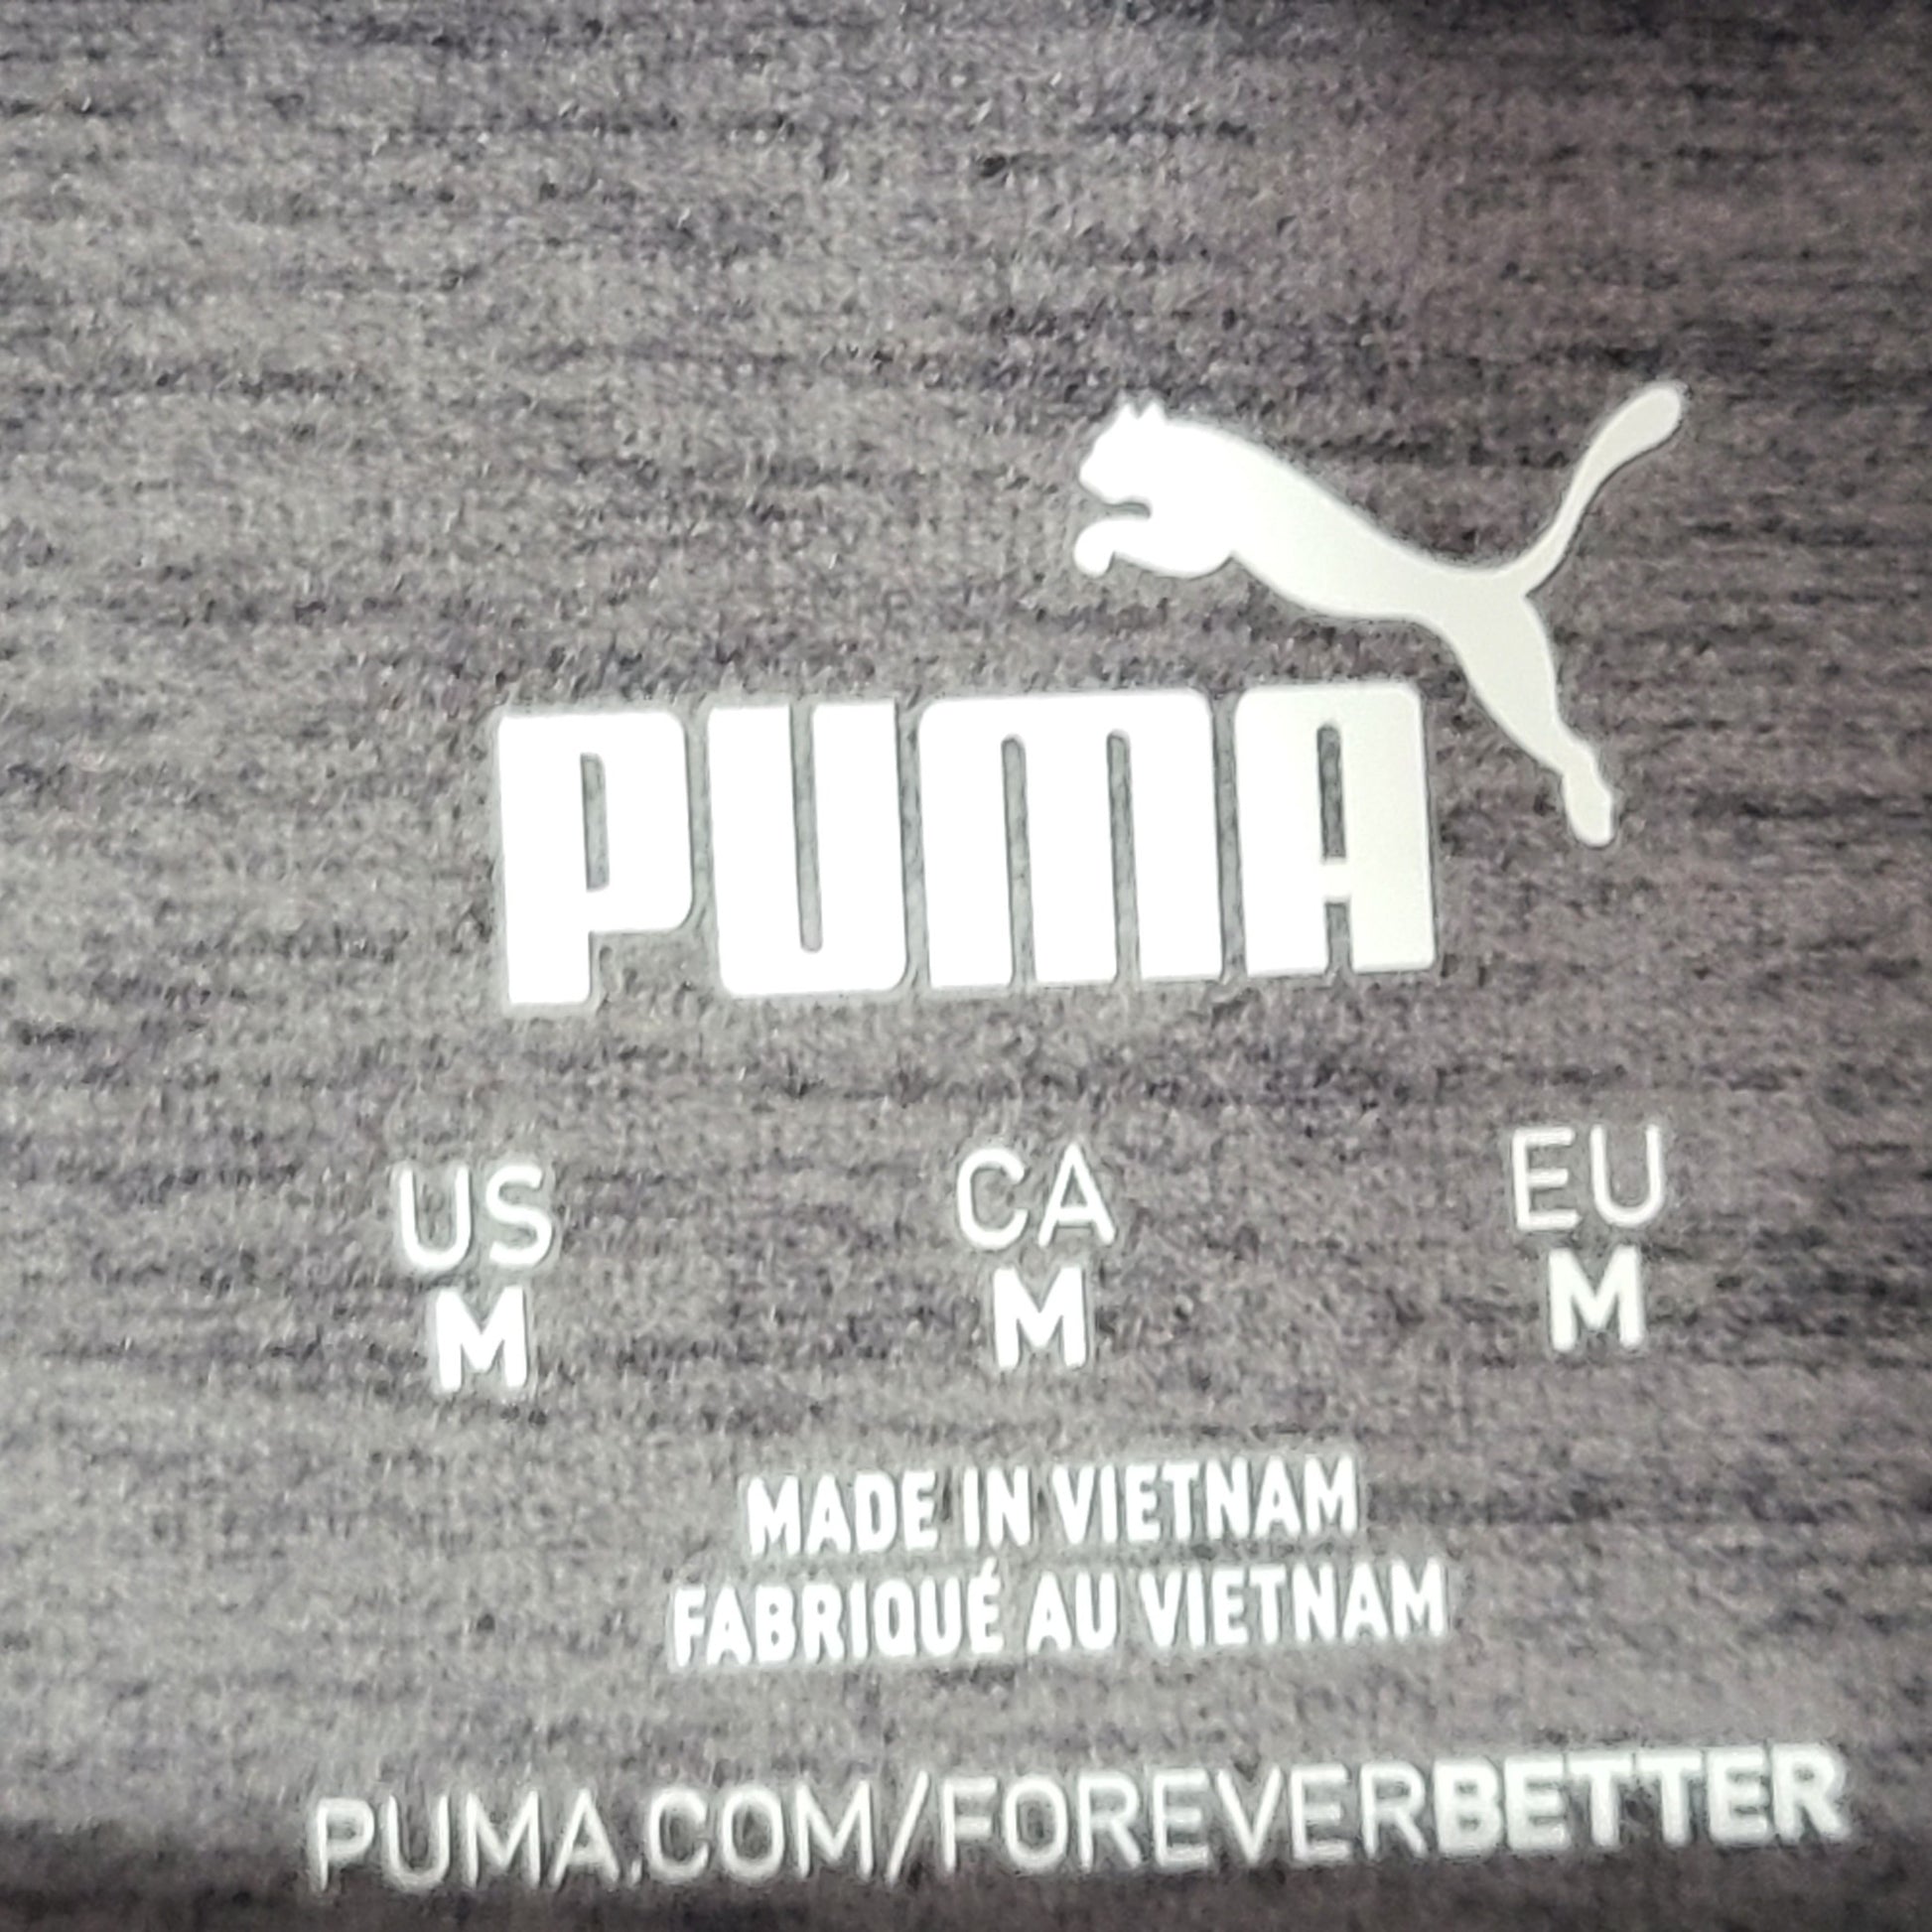 PUMA
US CA EU
M M M
MADE IN VIETNAM
FABRIQUÉ AU VIETNAM
PUMA.COM/FOREVERBETTER